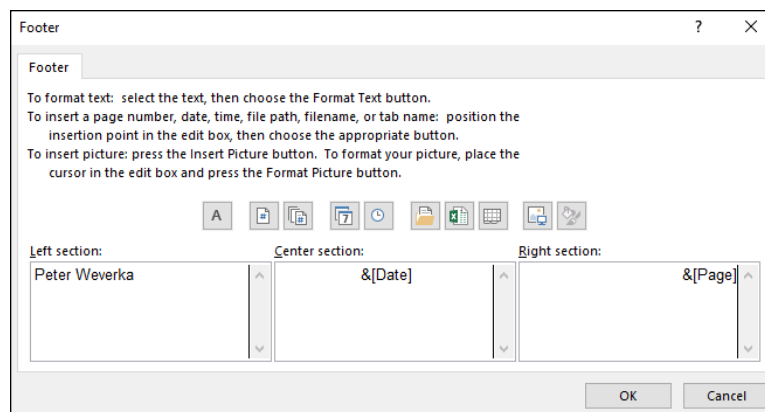 Footer
?
Footer
To format text: select the text, then choose the Format Text button.
To insert a page number, date, time, file path, filename, or tab name: position the
insertion point in the edit box, then choose the appropriate button.
To insert picture: press the Insert Picture button. To format your picture, place the
cursor in the edit box and press the Format Picture button.
A # # 7
Left section: Center section: Right section:
Peter Weverka &[Date] &[Page]
OK Cancel